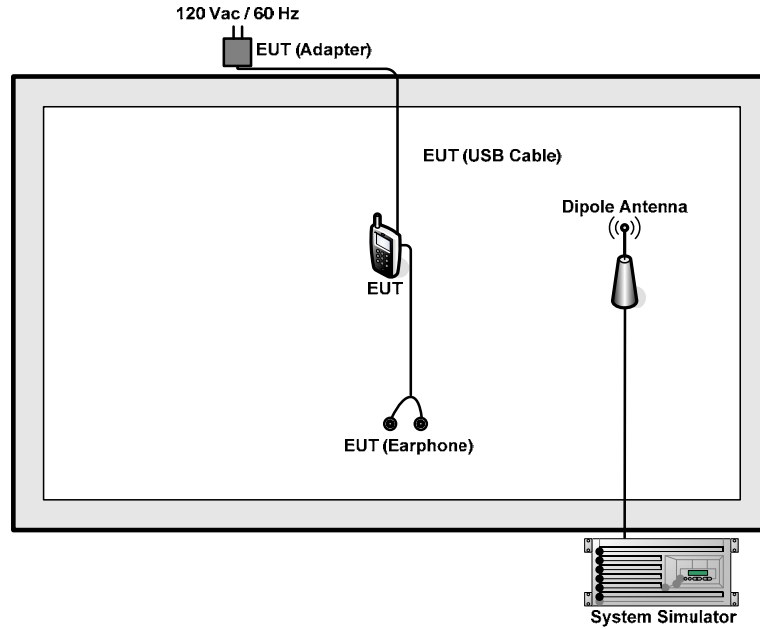 120 Vac / 60 Hz
EUT (Adapter)
EUT (USB Cable)
Dipole Antenna
EUT
EUT (Earphone)
System Simulator